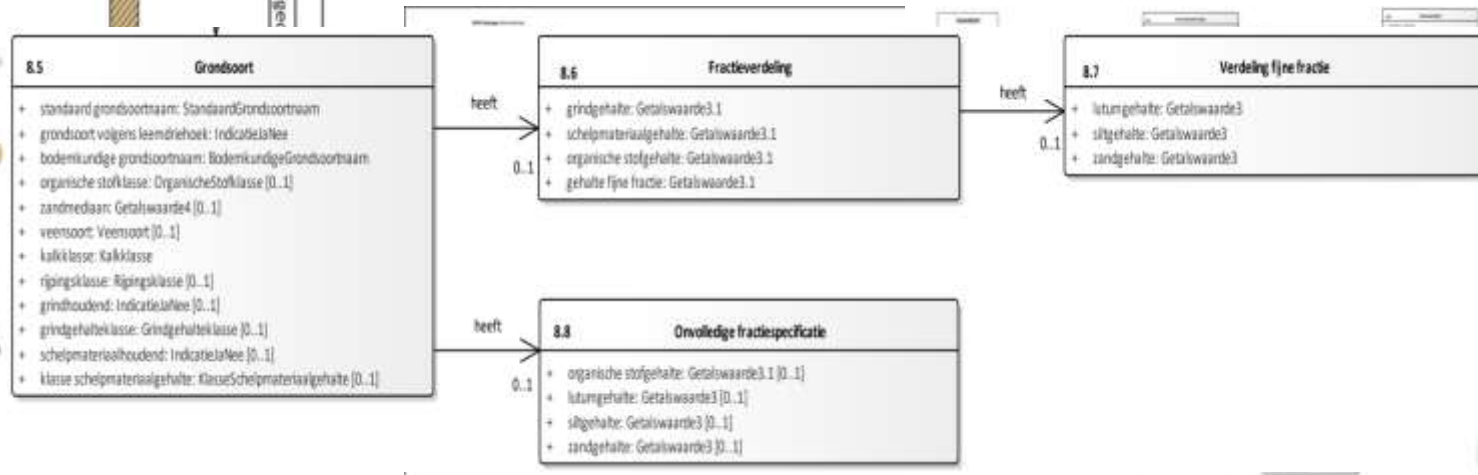 8.5 Grondsoort
+ standaard grondsoortnaam: StandaardGrondsoortnaam
+ grondsoort volgens leemdriehoek: IndicatieJaNee
+ bodemkundige grondsoortnaam: BodemkundigeGrondsoortnaam
+ organische stofklasse: OrganischeStofklasse [0..1]
+ zandmediaan: Getalswaarde4 [0..1]
+ veensoort: Veensoort [0..1]
+ kalkklasse: Kalkklasse
+ rijpingsklasse: Rijpingsklasse [0..1]
+ grindhoudend: IndicatieJaNee [0..1]
+ grindgehalteklasse: Grindgehalteklasse [0..1]
+ schelpmateriaalhoudend: IndicatieJaNee [0..1]
+ klasse schelpmateriaalgehalte: KlasseSchelpmateriaalgehalte [0..1]
heeft
0..1
8.6 Fractieverdeling
+ grindgehalte: Getalswaarde3.1
+ schelpmateriaalgehalte: Getalswaarde3.1
+ organische stofgehalte: Getalswaarde3.1
+ gehalte fijne fractie: Getalswaarde3.1
heeft
0..1
8.7 Verdeling fijne fractie
+ lutumgehalte: Getalswaarde3
+ siltgehalte: Getalswaarde3
+ zandgehalte: Getalswaarde3
heeft
0..1
8.8 Onvolledige fractiespecificatie
+ organische stofgehalte: Getalswaarde3.1 [0..1]
+ lutumgehalte: Getalswaarde3 [0..1]
+ siltgehalte: Getalswaarde3 [0..1]
+ zandgehalte: Getalswaarde3 [0..1]